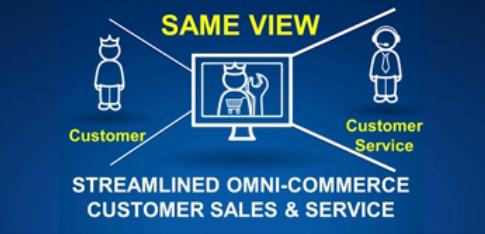 SAME VIEW
Customer
Customer
Service
STREAMLINED OMNI-COMMERCE
CUSTOMER SALES & SERVICE